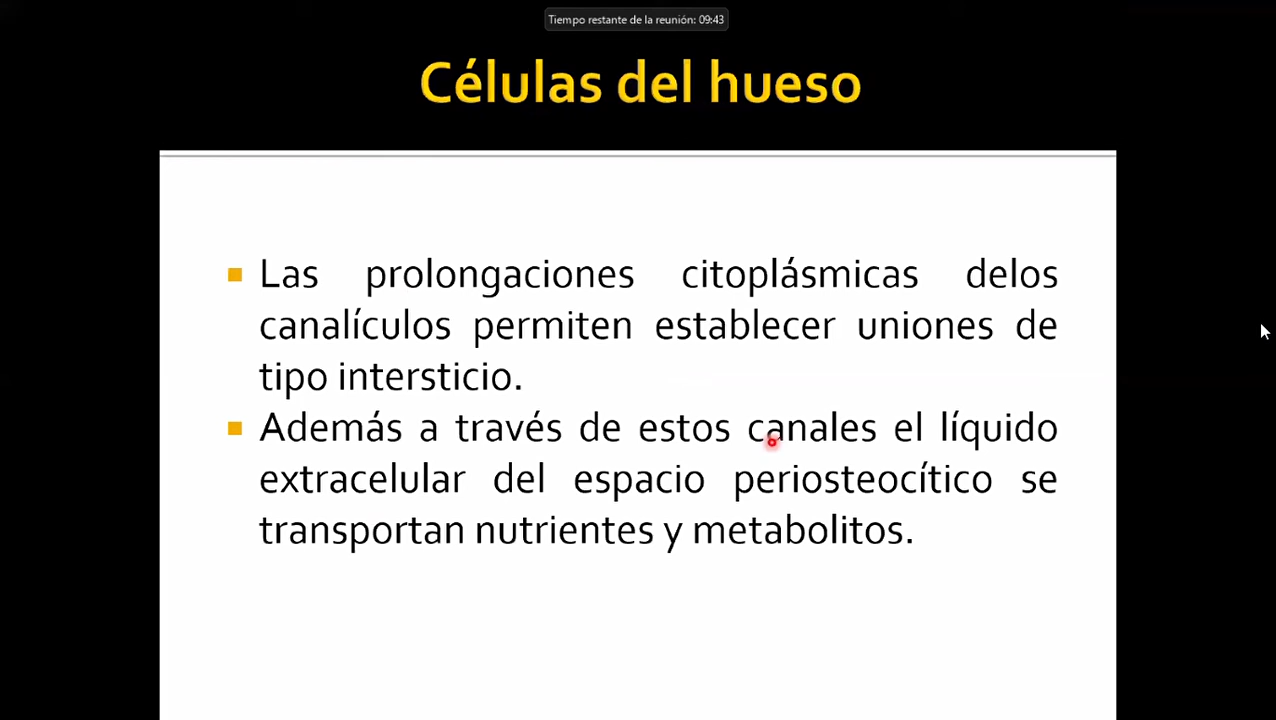 Tiempo restante de la reunión: 09:43
Células del hueso
Las prolongaciones citoplásmicas delos
canalículos permiten establecer uniones de
tipo intersticio.
Además a través de estos canales el líquido
extracelular del espacio periosteocítico se
transportan nutrientes y metabolitos.